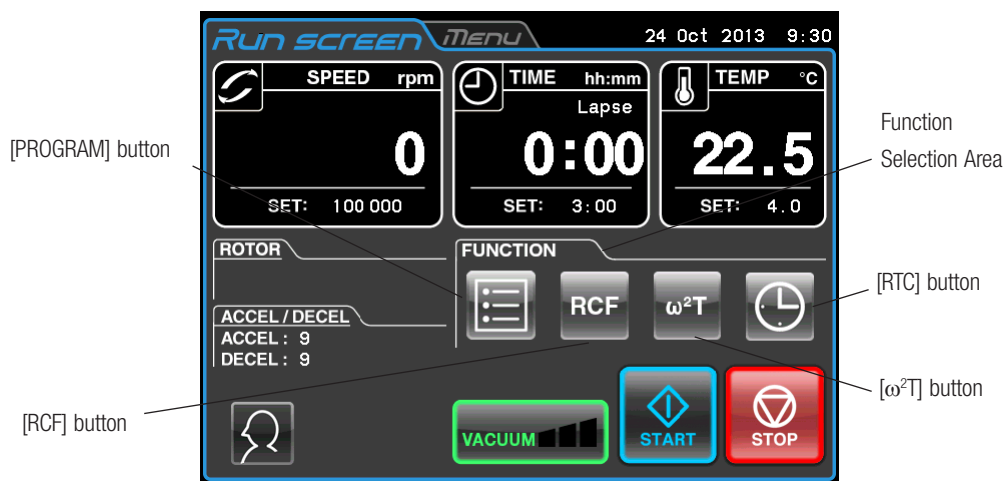 Run screen Menu 24 Oct 2013 9:30
SPEED rpm
0
SET: 100 000
TIME hh:mm
Lapse
0:00
SET: 3:00
TEMP °C
22.5
SET: 4.0
[PROGRAM] button
Function
Selection Area
ROTOR
FUNCTION
RCF
ω²T
[RTC] button
ACCEL / DECEL
ACCEL : 9
DECEL : 9
[ω²T] button
[RCF] button
VACUUM
START
STOP